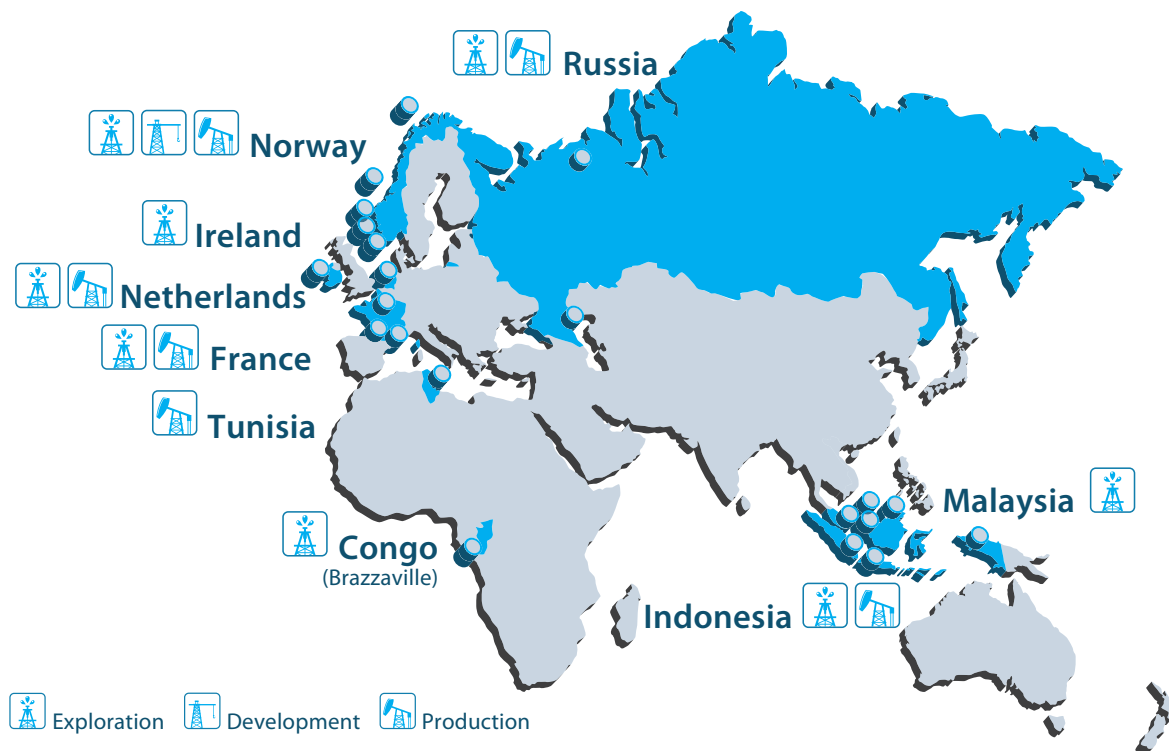 Russia
Norway
Ireland
Netherlands
France
Tunisia
Malaysia
Congo
(Brazzaville)
Indonesia
Exploration Development Production